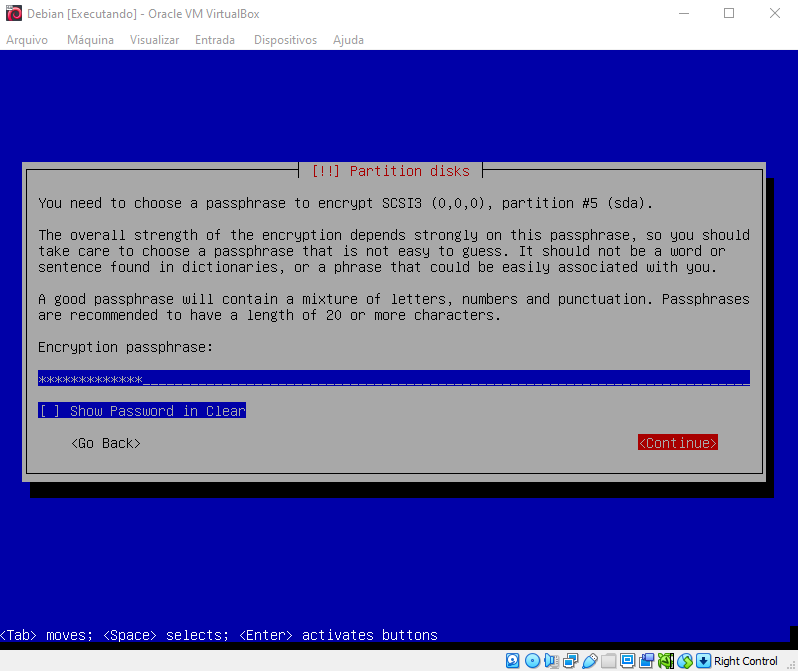 Debian [Executando] - Oracle VM VirtualBox
Arquivo Máquina Visualizar Entrada Dispositivos Ajuda
[!!] Partition disks
You need to choose a passphrase to encrypt SCSI3 (0,0,0), partition #5 (sda).
The overall strength of the encryption depends strongly on this passphrase, so you should
take care to choose a passphrase that is not easy to guess. It should not be a word or
sentence found in dictionaries, or a phrase that could be easily associated with you.
A good passphrase will contain a mixture of letters, numbers and punctuation. Passphrases
are recommended to have a length of 20 or more characters.
Encryption passphrase:
*************
[ ] Show Password in Clear
<Go Back> <Continue>
<Tab> moves; <Space> selects; <Enter> activates buttons
Right Control